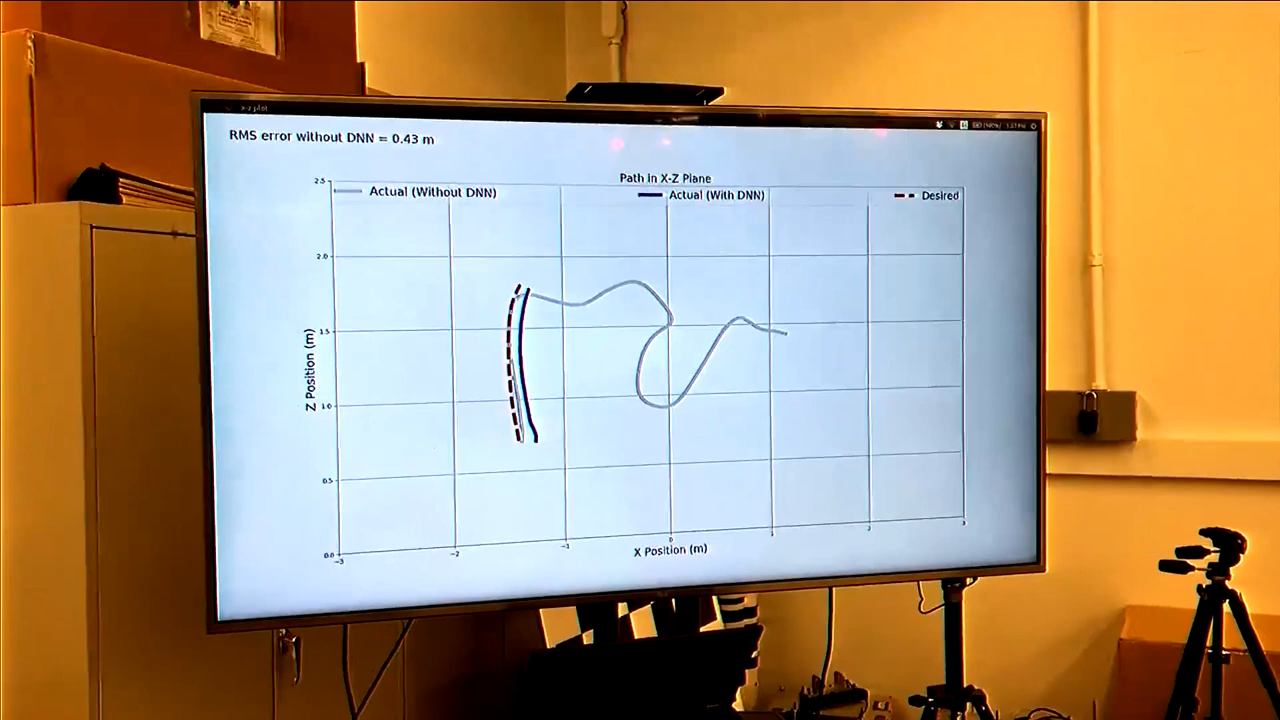 x-z plot
RMS error without DNN = 0.43 m
Path in X-Z Plane
Actual (Without DNN) Actual (With DNN) Desired
2.5
2.0
1.5
1.0
0.5
0.0
Z Position (m)
−3 −2 −1 0 1 2 3
X Position (m)